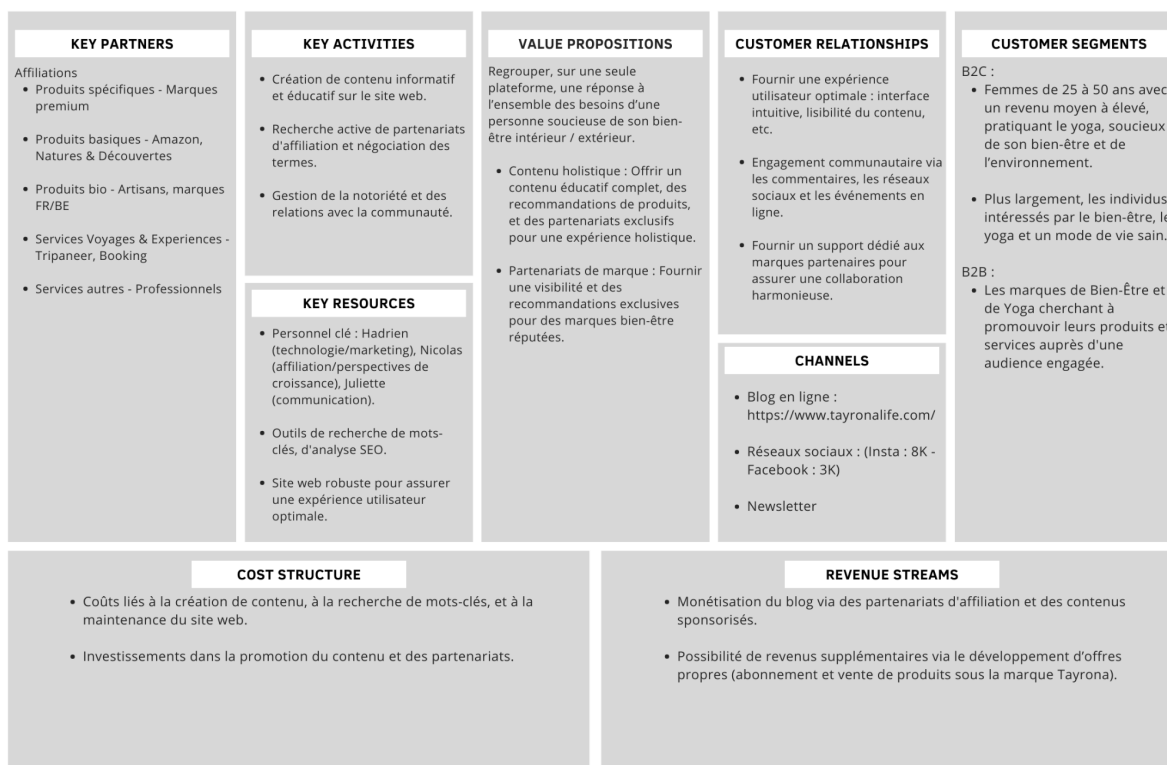 KEY PARTNERS
Affiliations
• Produits spécifiques - Marques
premium
• Produits basiques - Amazon,
Natures & Découvertes
• Produits bio - Artisans, marques
FR/BE
• Services Voyages & Experiences -
Tripaneer, Booking
• Services autres - Professionnels
KEY ACTIVITIES
• Création de contenu informatif
et éducatif sur le site web.
• Recherche active de partenariats
d'affiliation et négociation des
termes.
• Gestion de la notoriété et des
relations avec la communauté.
KEY RESOURCES
• Personnel clé : Hadrien
(technologie/marketing), Nicolas
(affiliation/perspectives de
croissance), Juliette
(communication).
• Outils de recherche de mots-
clés, d'analyse SEO.
• Site web robuste pour assurer
une expérience utilisateur
optimale.
VALUE PROPOSITIONS
Regrouper, sur une seule
plateforme, une réponse à
l'ensemble des besoins d'une
personne soucieuse de son bien-
être intérieur / extérieur.
• Contenu holistique : Offrir un
contenu éducatif complet, des
recommandations de produits,
et des partenariats exclusifs
pour une expérience holistique.
• Partenariats de marque : Fournir
une visibilité et des
recommandations exclusives
pour des marques bien-être
réputées.
CUSTOMER RELATIONSHIPS
• Fournir une expérience
utilisateur optimale : interface
intuitive, lisibilité du contenu,
etc.
• Engagement communautaire via
les commentaires, les réseaux
sociaux et les événements en
ligne.
• Fournir un support dédié aux
marques partenaires pour
assurer une collaboration
harmonieuse.
CHANNELS
• Blog en ligne :
https://www.tayronalife.com/
• Réseaux sociaux : (Insta : 8K -
Facebook : 3K)
• Newsletter
CUSTOMER SEGMENTS
B2C :
• Femmes de 25 à 50 ans avec
un revenu moyen à élevé,
pratiquant le yoga, soucieux
de son bien-être et de
l'environnement.
• Plus largement, les individus
intéressés par le bien-être, le
yoga et un mode de vie sain.
B2B :
• Les marques de Bien-Être et
de Yoga cherchant à
promouvoir leurs produits et
services auprès d'une
audience engagée.
COST STRUCTURE
• Coûts liés à la création de contenu, à la recherche de mots-clés, et à la
maintenance du site web.
• Investissements dans la promotion du contenu et des partenariats.
REVENUE STREAMS
• Monétisation du blog via des partenariats d'affiliation et des contenus
sponsorisés.
• Possibilité de revenus supplémentaires via le développement d'offres
propres (abonnement et vente de produits sous la marque Tayrona).